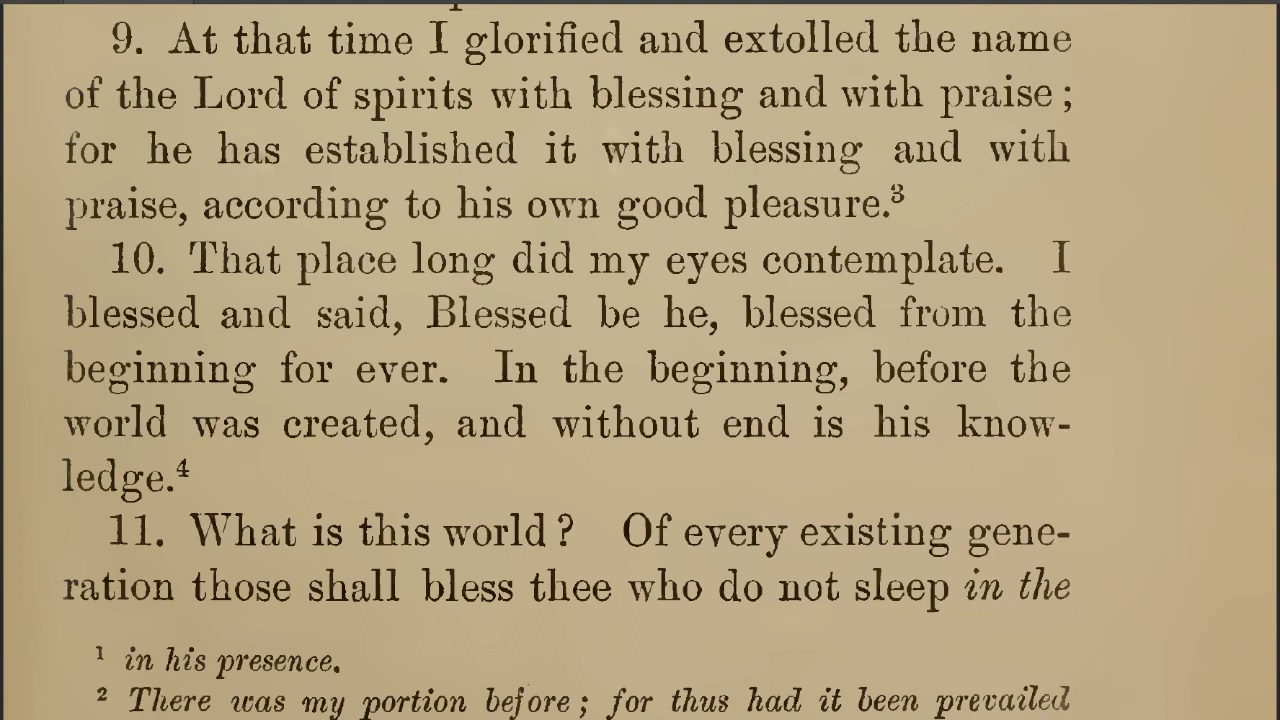 9. At that time I glorified and extolled the name
of the Lord of spirits with blessing and with praise;
for he has established it with blessing and with
praise, according to his own good pleasure.³
10. That place long did my eyes contemplate. I
blessed and said, Blessed be he, blessed from the
beginning for ever. In the beginning, before the
world was created, and without end is his know-
ledge.⁴
11. What is this world? Of every existing gene-
ration those shall bless thee who do not sleep in the
¹ in his presence.
² There was my portion before; for thus had it been prevailed